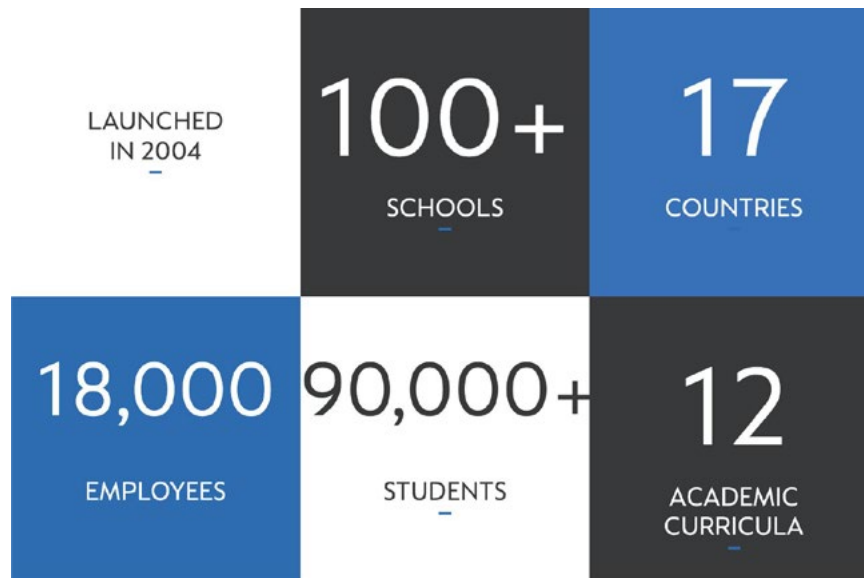 LAUNCHED
IN 2004
100+
SCHOOLS
17
COUNTRIES
18,000
EMPLOYEES
90,000+
STUDENTS
12
ACADEMIC
CURRICULA